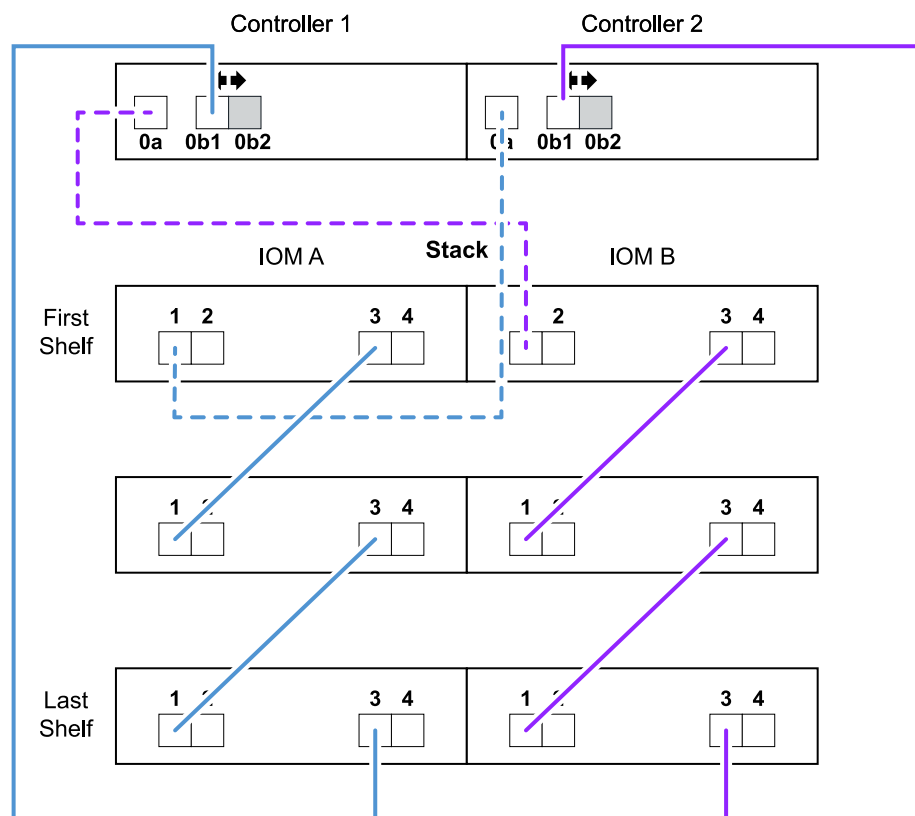 Controller 1 Controller 2
0a 0b1 0b2 0b1 0b2
Stack
IOM A IOM B
First
Shelf
1 2 3 4 2 3 4
1 3 4 1 3 4
Last
Shelf
1 3 4 1 3 4